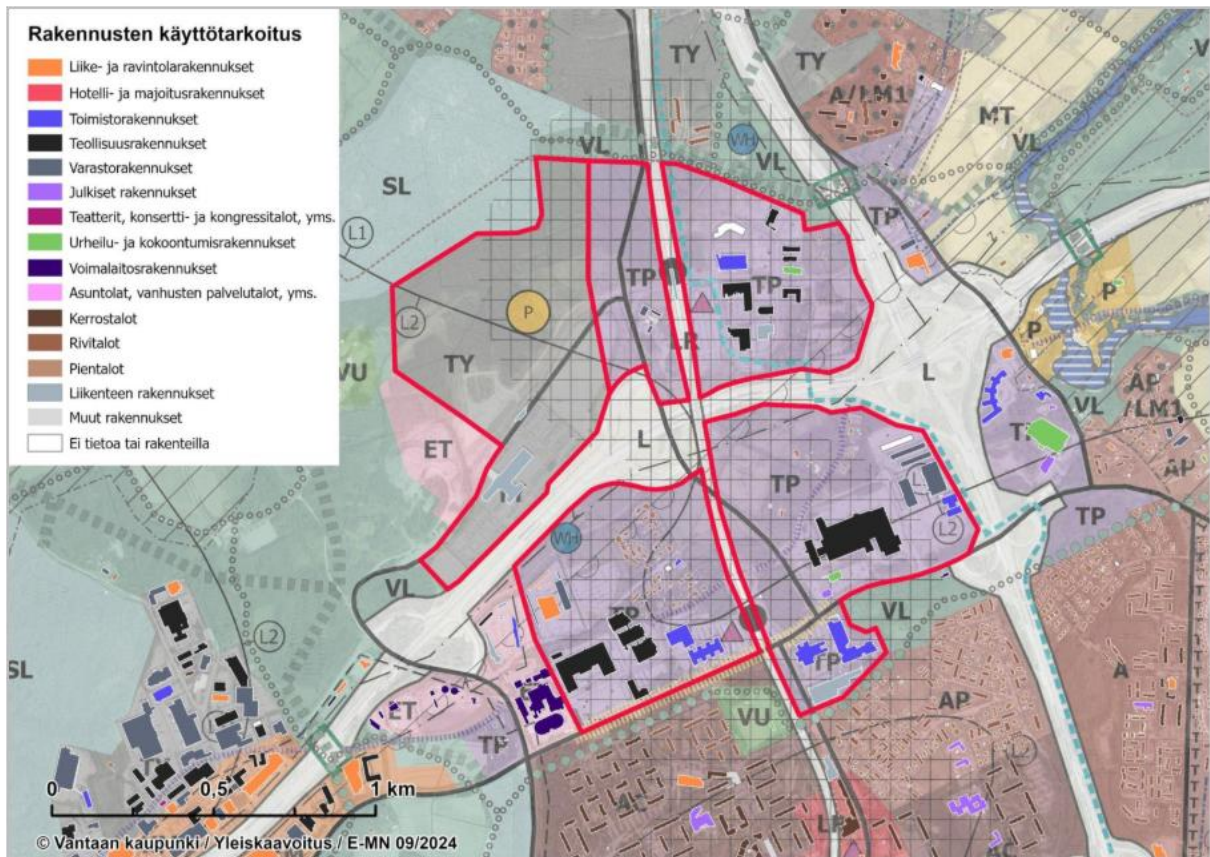 Rakennusten käyttötarkoitus
Liike- ja ravintolarakennukset
Hotelli- ja majoitusrakennukset
Toimistorakennukset
Teollisuusrakennukset
Varastorakennukset
Julkiset rakennukset
Teatterit, konsertti- ja kongressitalot, yms.
Urheilu- ja kokoontumisrakennukset
Voimalaitosrakennukset
Asuntolat, vanhusten palvelutalot, yms.
Kerrostalot
Rivitalot
Pientalot
Liikenteen rakennukset
Muut rakennukset
Ei tietoa tai rakenteilla
TY
TY
A/LM1
MT
VL
WH
VL
VL
SL
L1
TP
TP
TP
P
L2
P
TY
LR
L
VU
AP
/LM1
VL
ET
L
AP
TP
TP
L2
WH
VL
TP
VL
L2
SL
TP
A
ET
VU
AP
TP
0
0,5
1 km
© Vantaan kaupunki / Yleiskaavoitus / E-MN 09/2024